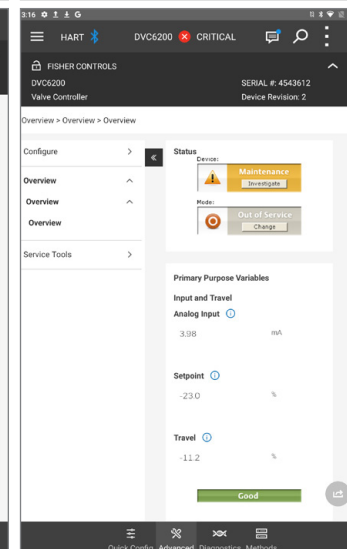 3:16
G
HART
DVC6200
CRITICAL
FISHER CONTROLS
DVC6200
SERIAL #: 4543612
Valve Controller
Device Revision: 2
Overview > Overview > Overview
Configure
Overview
Overview
Overview
Service Tools
Status
Device:
Maintenance
Investigate
Mode:
Out of Service
Change
Primary Purpose Variables
Input and Travel
Analog Input
3.98 mA
Setpoint
-23.0 %
Travel
-11.2 %
Good
Quick Config Advanced Diagnostics Methods